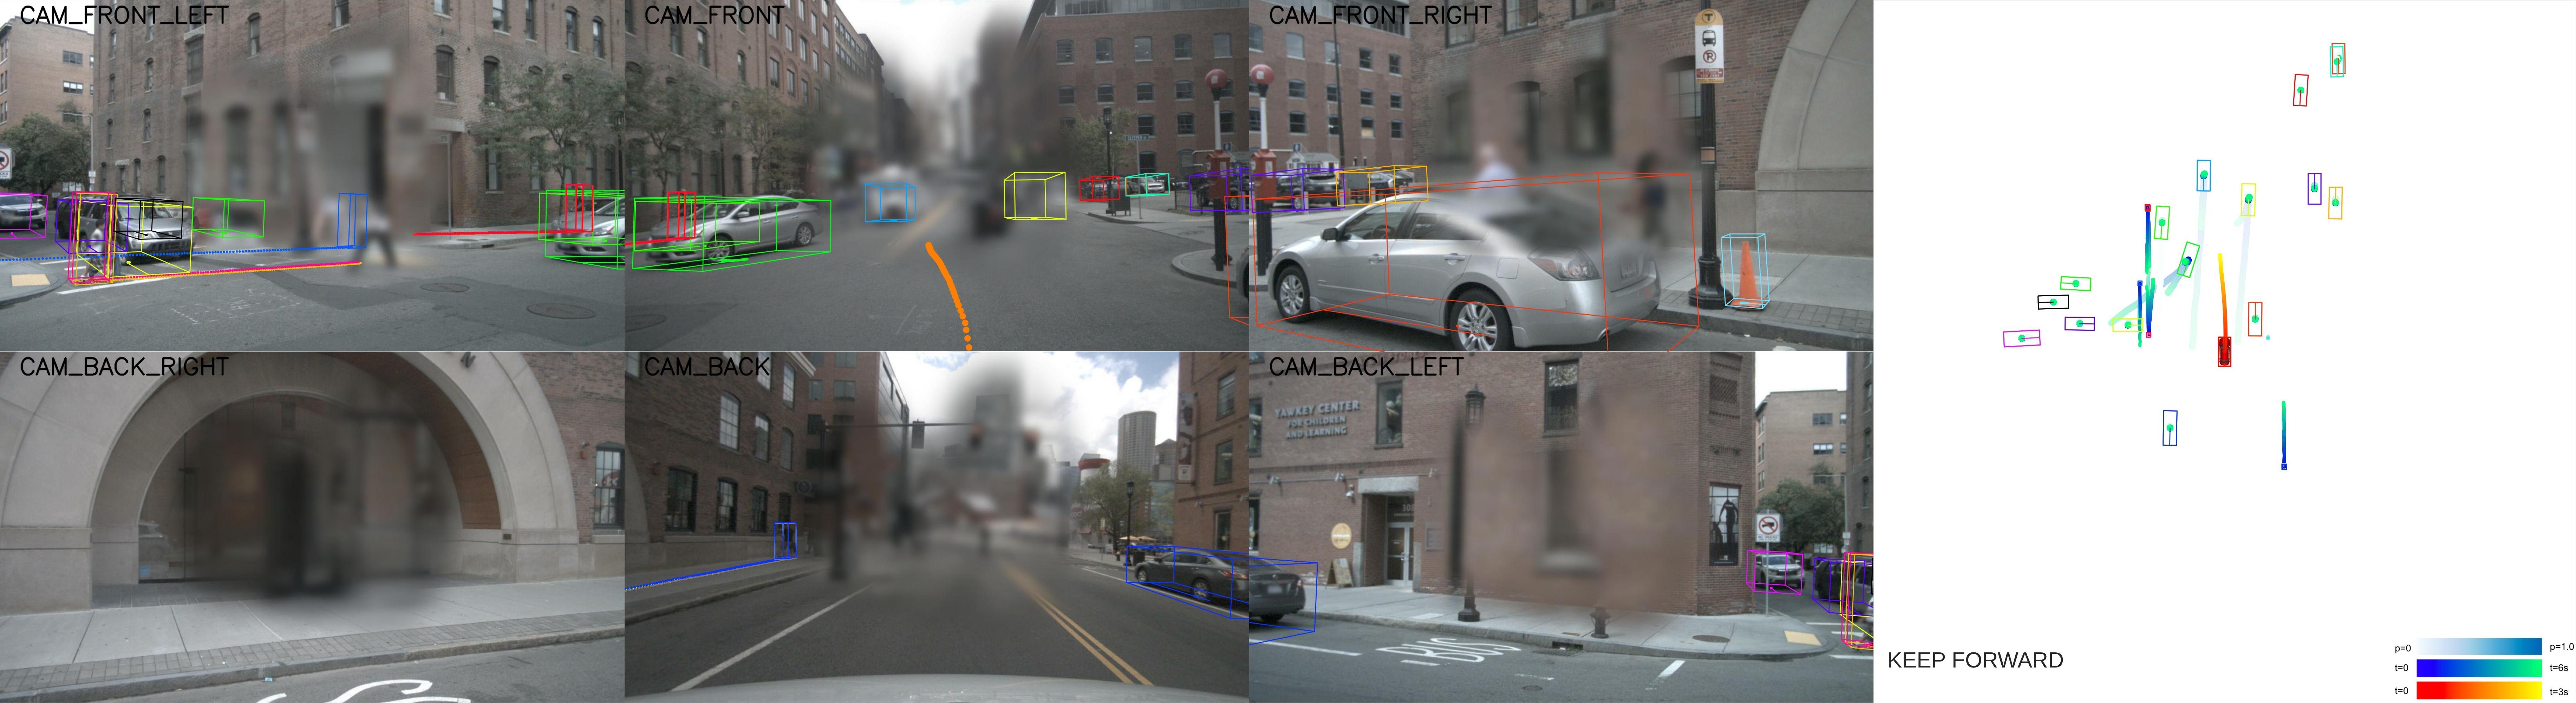 CAM_FRONT_LEFT
CAM_FRONT
CAM_FRONT_RIGHT
CAM_BACK_RIGHT
CAM_BACK
CAM_BACK_LEFT
YAWKEY CENTER
FOR CHILDREN
AND LEARNING
BUS
KEEP FORWARD
p=0
p=1.0
t=0
t=6s
t=0
t=3s